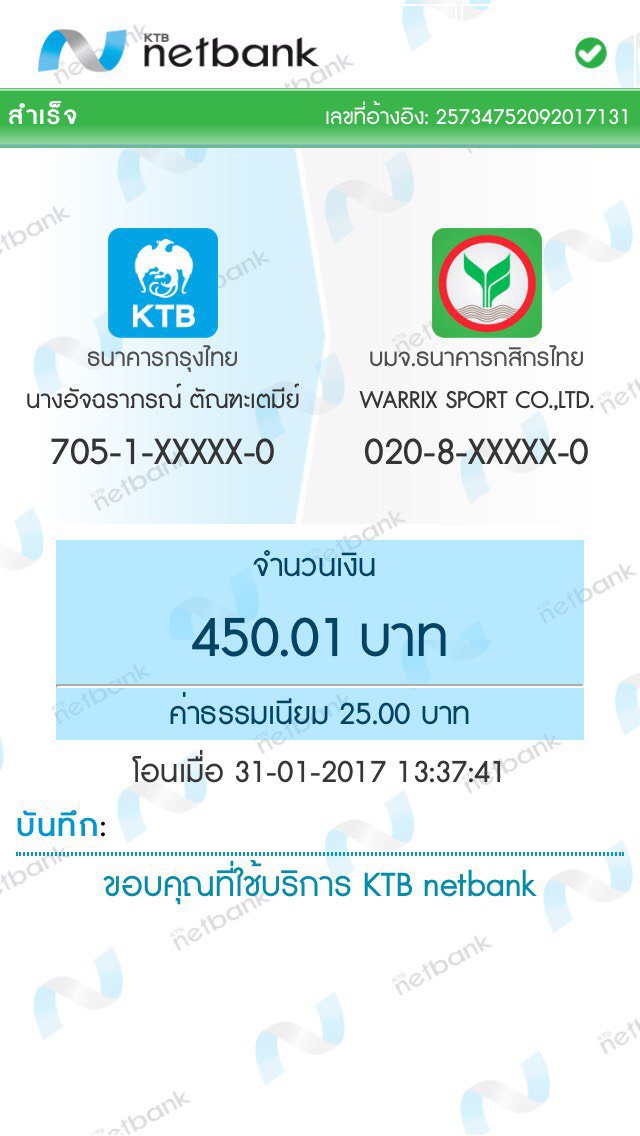 KTB
netbank
สำเร็จ
เลขที่อ้างอิง: 25734752092017131
KTB
ธนาคารกรุงไทย
บมจ.ธนาคารกสิกรไทย
นางอัจฉราภรณ์ ตัณฑะเตมีย์
WARRIX SPORT CO.,LTD.
705-1-XXXXX-0
020-8-XXXXX-0
จำนวนเงิน
450.01 บาท
ค่าธรรมเนียม 25.00 บาท
โอนเมื่อ 31-01-2017 13:37:41
บันทึก:
ขอบคุณที่ใช้บริการ KTB netbank